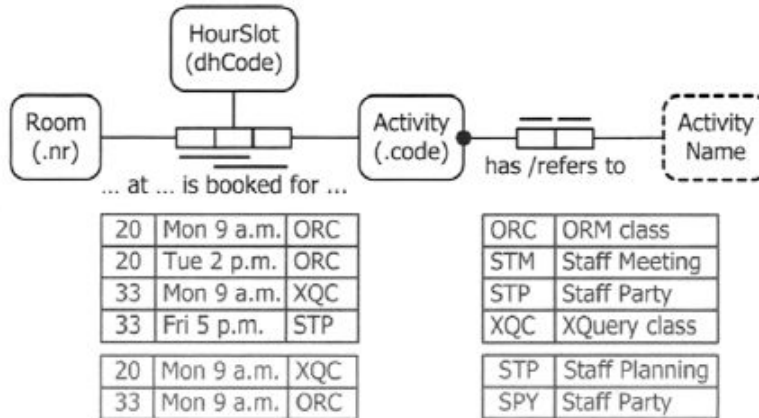 HourSlot
(dhCode)
Room
(.nr)
Activity
(.code)
Activity
Name
... at ... is booked for ...
has /refers to
20 Mon 9 a.m. ORC
20 Tue 2 p.m. ORC
33 Mon 9 a.m. XQC
33 Fri 5 p.m. STP
20 Mon 9 a.m. XQC
33 Mon 9 a.m. ORC
ORC ORM class
STM Staff Meeting
STP Staff Party
XQC XQuery class
STP Staff Planning
SPY Staff Party